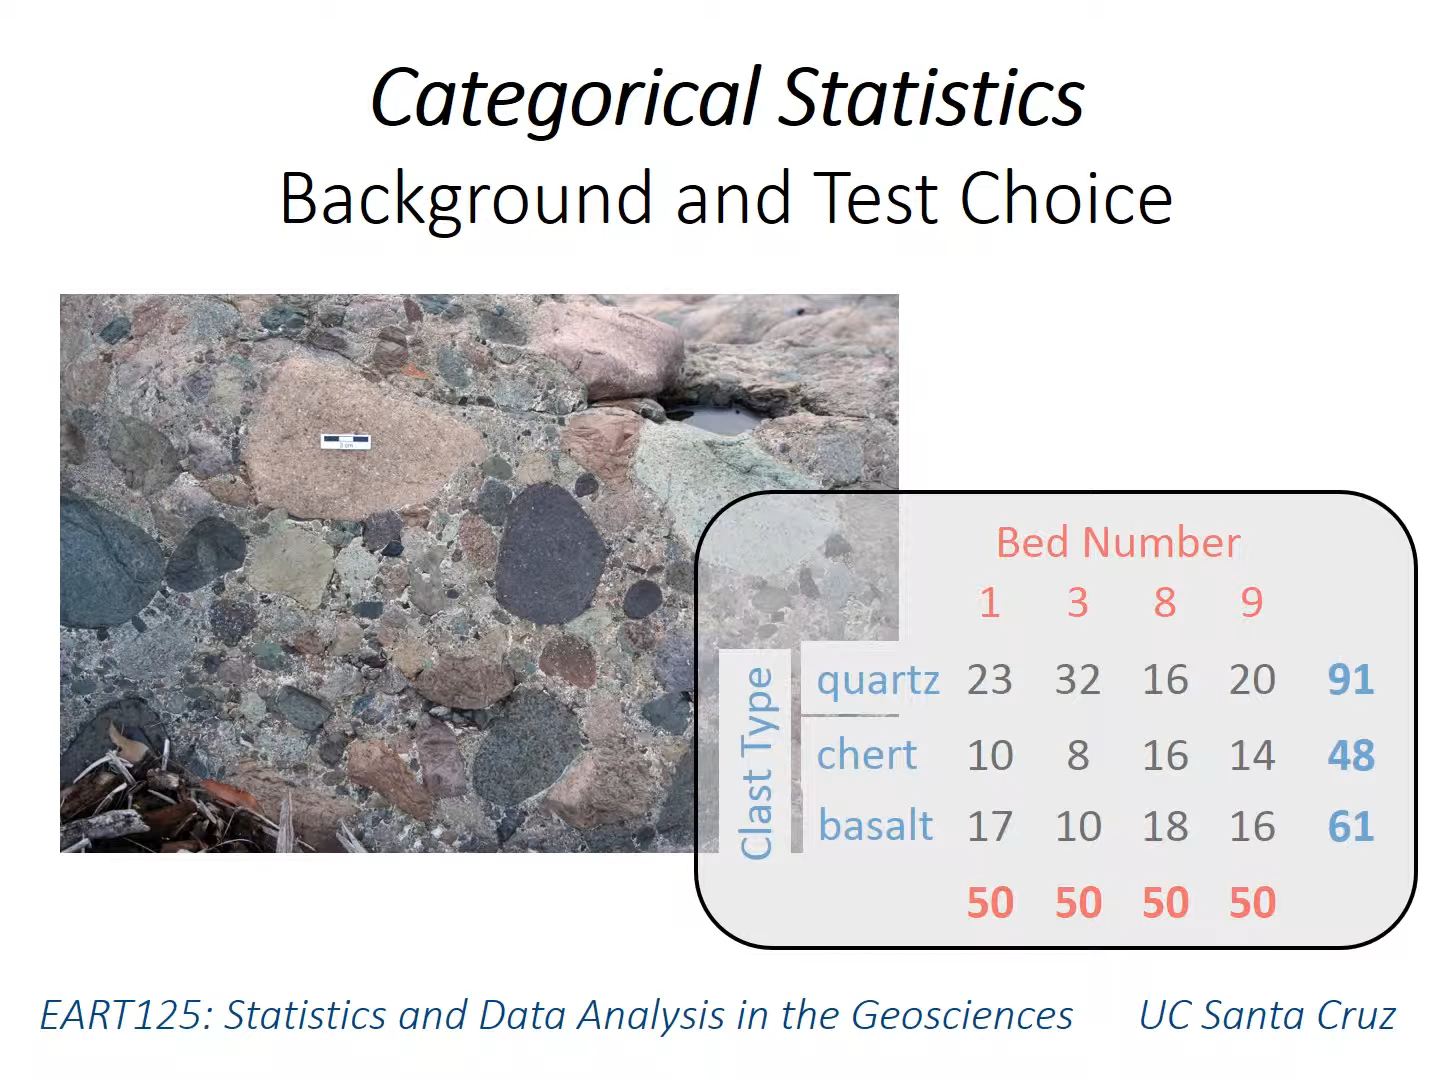 Categorical Statistics
Background and Test Choice
3 cm
Bed Number
1 3 8 9
Clast Type
quartz 23 32 16 20 91
chert 10 8 16 14 48
basalt 17 10 18 16 61
50 50 50 50
EART125: Statistics and Data Analysis in the Geosciences UC Santa Cruz